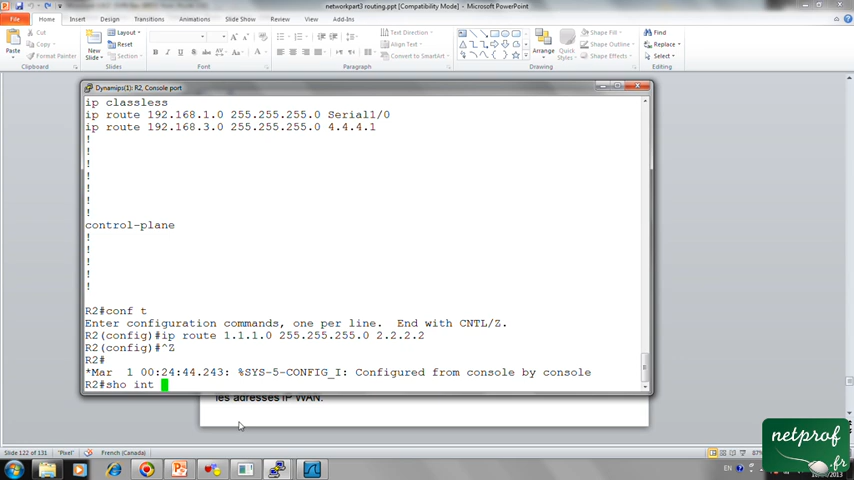 networkpart3 routing.ppt [Compatibility Mode] - Microsoft PowerPoint
File Home Insert Design Transitions Animations Slide Show Review View Add-Ins
Cut
Copy
Format Painter
Paste
New Slide
Layout
Reset
Section
Text Direction
Align Text
Convert to SmartArt
Arrange
Quick Styles
Shape Fill
Shape Outline
Shape Effects
Find
Replace
Select
Clipboard Slides Font Paragraph Drawing Editing
Dynamips(1): R2, Console port
ip classless
ip route 192.168.1.0 255.255.255.0 Serial1/0
ip route 192.168.3.0 255.255.255.0 4.4.4.1
!
!
!
!
!
!
!
control-plane
!
!
!
!
!
R2#conf t
Enter configuration commands, one per line.  End with CNTL/Z.
R2(config)#ip route 1.1.1.0 255.255.255.0 2.2.2.2
R2(config)#^Z
R2#
*Mar  1 00:24:44.243: %SYS-5-CONFIG_I: Configured from console by console
R2#sho int
les adresses IP WAN.
Slide 122 of 131 "Pixel" French (Canada)
87%
EN
netprof
.fr